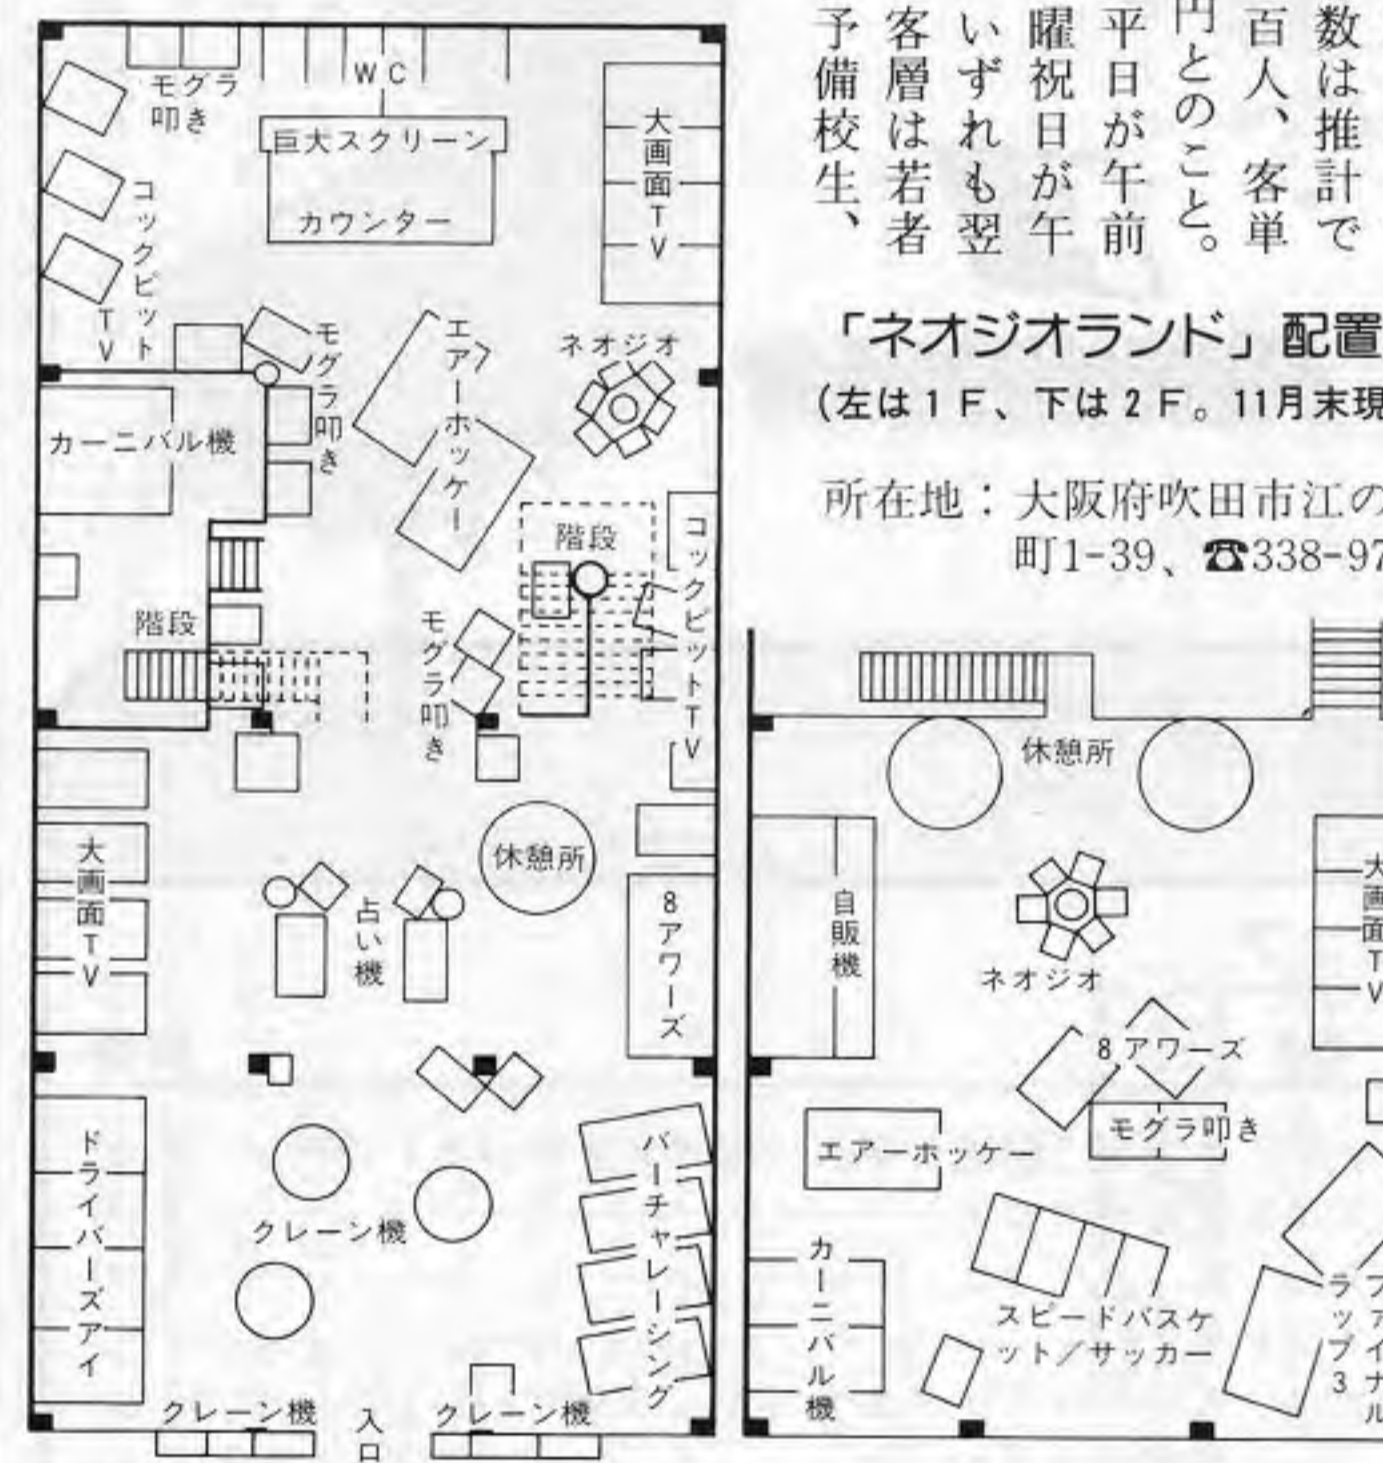 数は推計で
百人、客単
円とのこと。
平日が午前
曜祝日が午
いずれも翌
客層は若者
予備校生、
「ネオジオランド」配置
(左は1F、下は2F。11月末現
所在地:大阪府吹田市江の
町1-39、☎338-97
モグラ叩き
WC
巨大スクリーン
カウンター
大画面TV
コックピットTV
モグラ叩き
エアーホッケー
ネオジオ
カーニバル機
階段
コックピットTV
階段
モグラ叩き
大画面TV
占い機
休憩所
8アワーズ
ドライバーズアイ
クレーン機
バーチャレーシング
クレーン機
入口
クレーン機
休憩所
自販機
ネオジオ
大画面TV
8アワーズ
モグラ叩き
エアーホッケー
カーニバル機
スピードバスケ
ット/サッカー
ファイナル
ラップ3